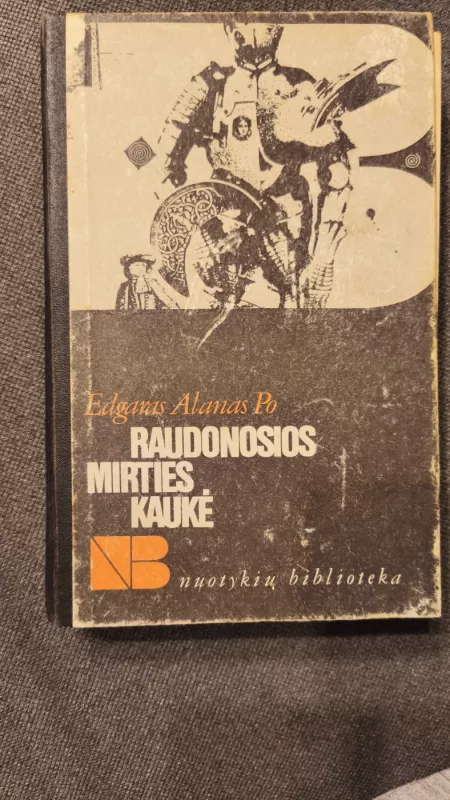 Edgaras Alanas Po
RAUDONOSIOS
MIRTIES
KAUKĖ
NB nuotykių biblioteka